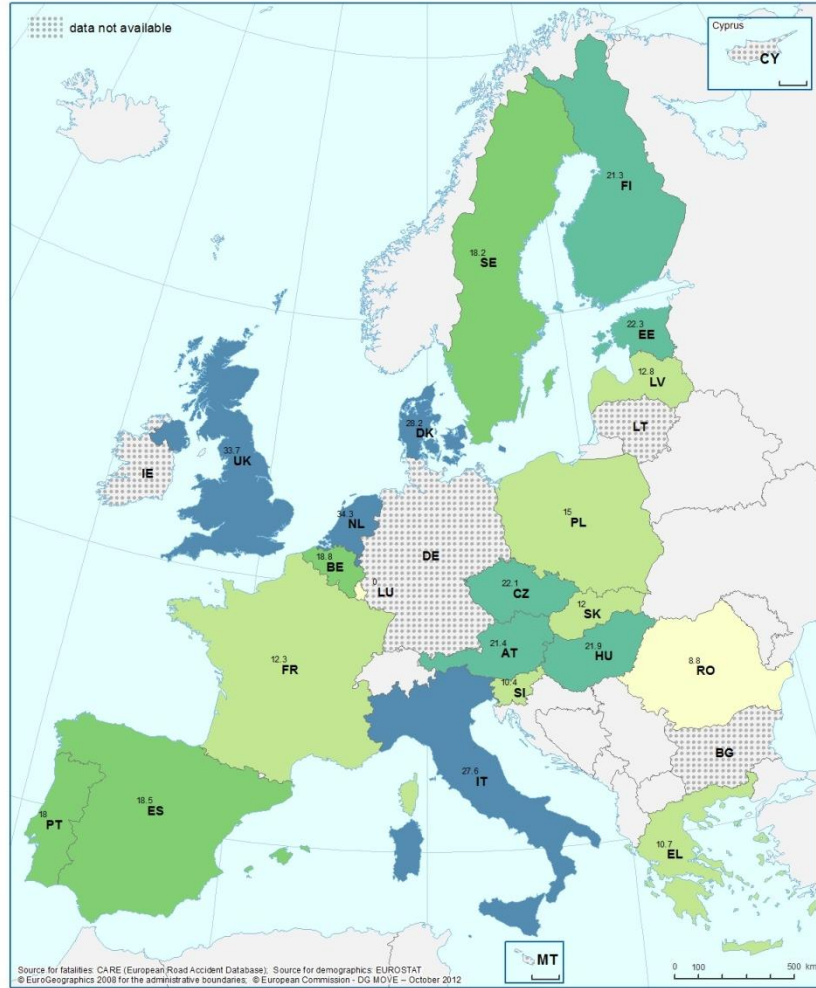 data not available
Cyprus
CY
21.3
FI
18.2
SE
22.3
EE
12.8
LV
28.2
DK
LT
33.7
UK
IE
34.3
NL
15
PL
18.8
BE
DE
0
LU
22.1
CZ
12
SK
21.4
AT
21.9
HU
12.3
FR
10.4
SI
8.8
RO
BG
27.6
IT
18.5
ES
18
PT
10.7
EL
MT
Source for fatalities: CARE (European Road Accident Database); Source for demographics: EUROSTAT
© EuroGeographics 2008 for the administrative boundaries; © European Commission - DG MOVE – October 2012
0 100 500 km